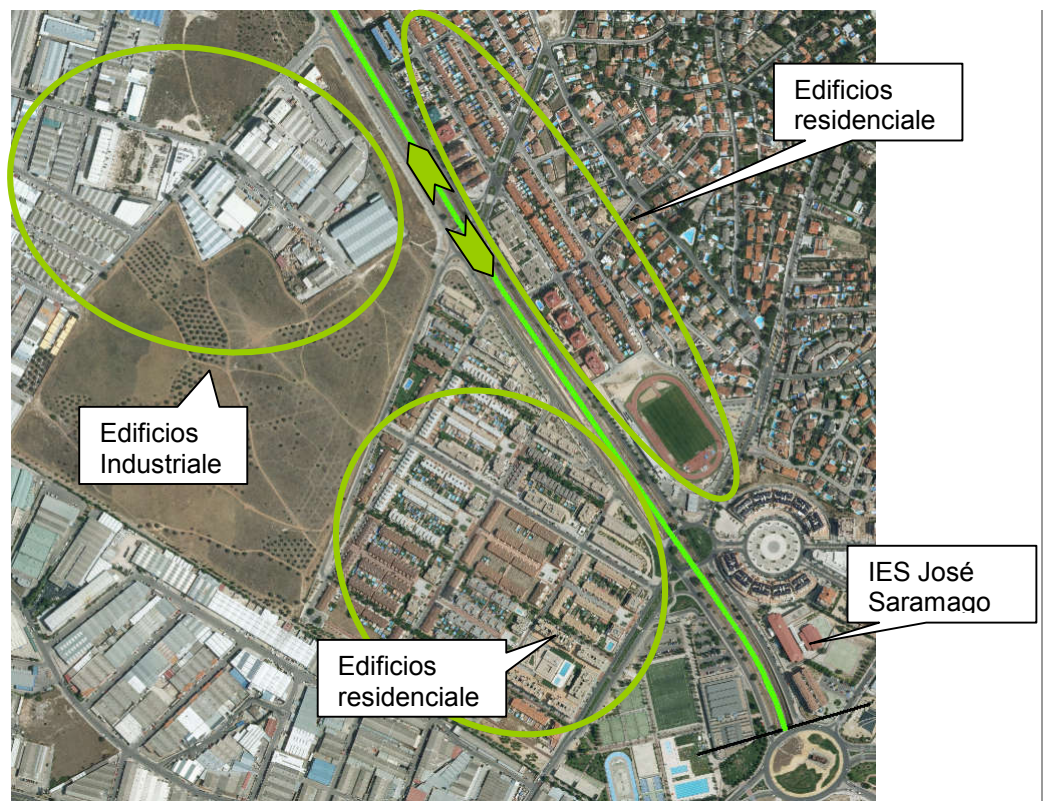 Edificios
residenciale
Edificios
Industriale
IES José
Saramago
Edificios
residenciale